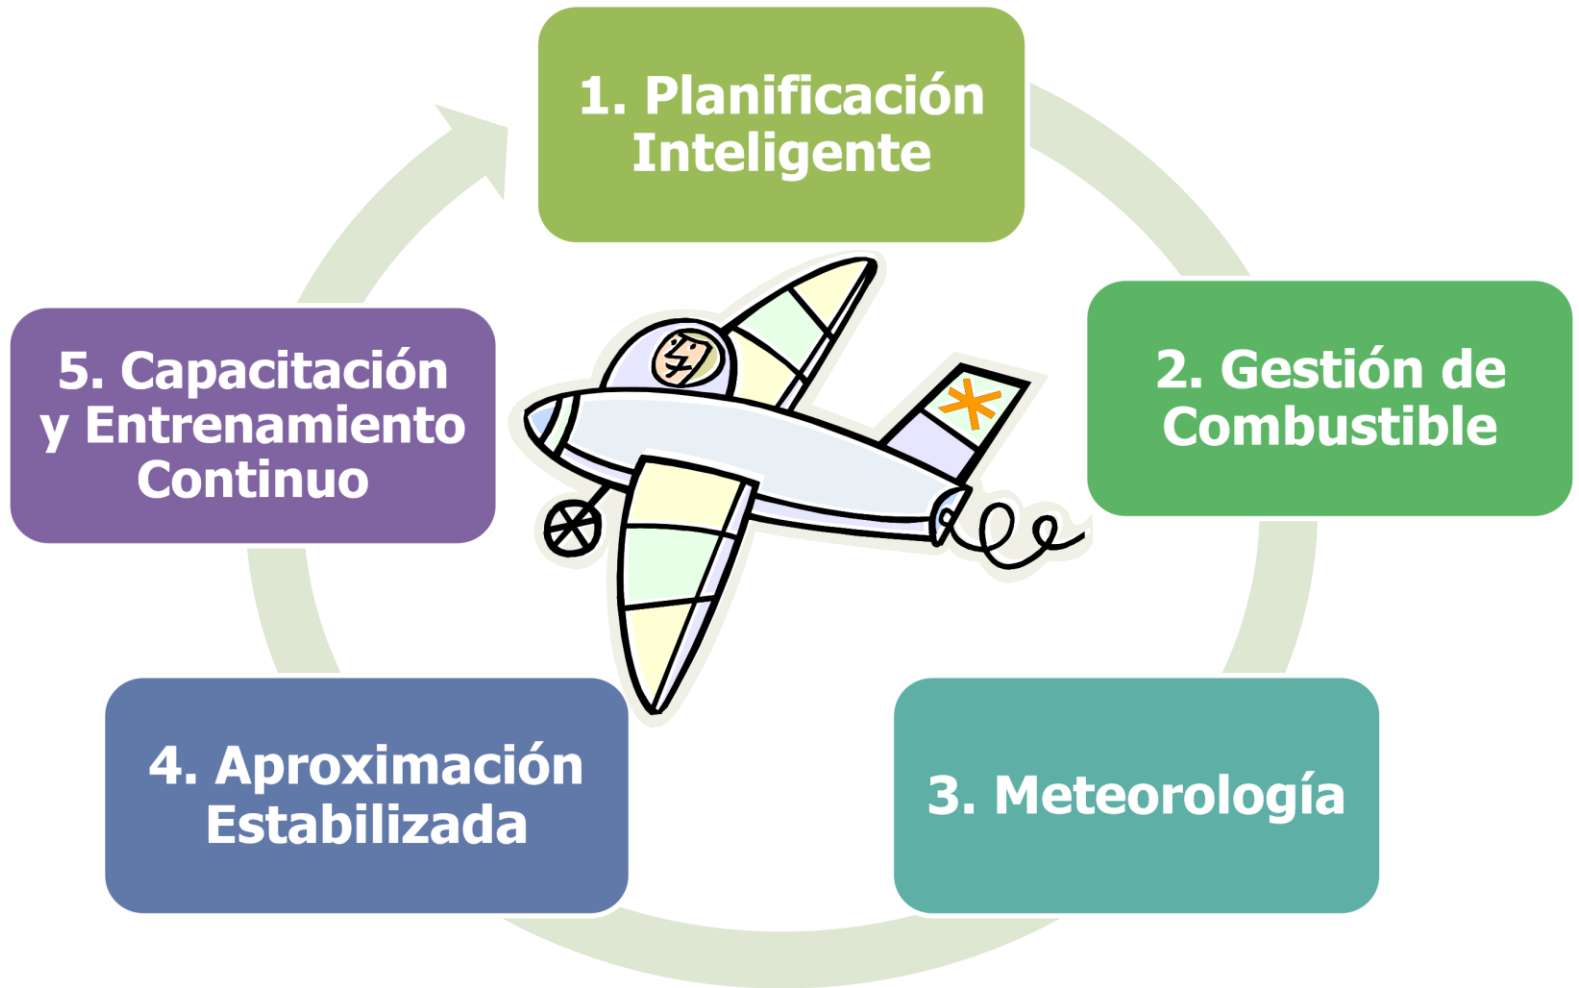 1. Planificación
Inteligente
2. Gestión de
Combustible
3. Meteorología
4. Aproximación
Estabilizada
5. Capacitación
y Entrenamiento
Continuo